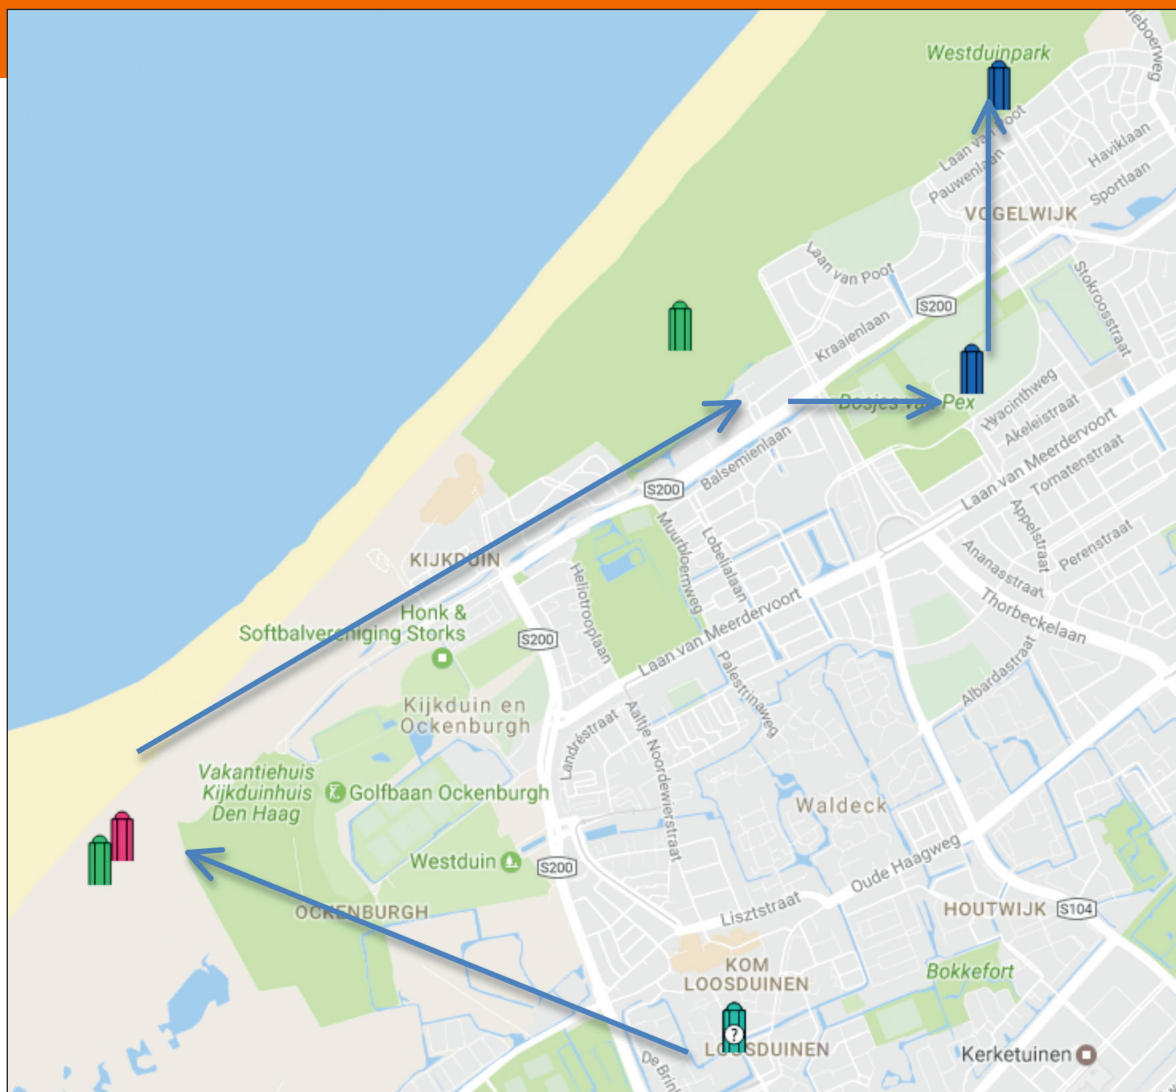 Westduinpark
Laan van Poot
Pauwenlaan
Haviklaan
Sportlaan
VOGELWIJK
Laan van Poot
S200
Stokroosstraat
Kraaienlaan
Bosjes van Pex
Hyacinthweg
Akeleistraat
Balsemienlaan
Laan van Meerdervoort
Tomatenstraat
S200
Appelstraat
Perenstraat
Muurbloemweg
Lobelialaan
Ananasstraat
KIJKDUIN
Heliotrooplaan
Thorbeckelaan
Honk &
Softbalvereniging Storks
S200
Laan van Meerdervoort
Palestrinaweg
Albardastraat
Kijkduin en
Ockenburgh
Landréstraat
Aaltje Noordewierstraat
Vakantiehuis
Kijkduinhuis
Den Haag
Golfbaan Ockenburgh
Waldeck
Westduin
S200
Oude Haagweg
OCKENBURGH
Lisztstraat
HOUTWIJK
S104
KOM
LOOSDUINEN
Bokkefort
?
LOOSDUINEN
De Brink
Kerketuinen